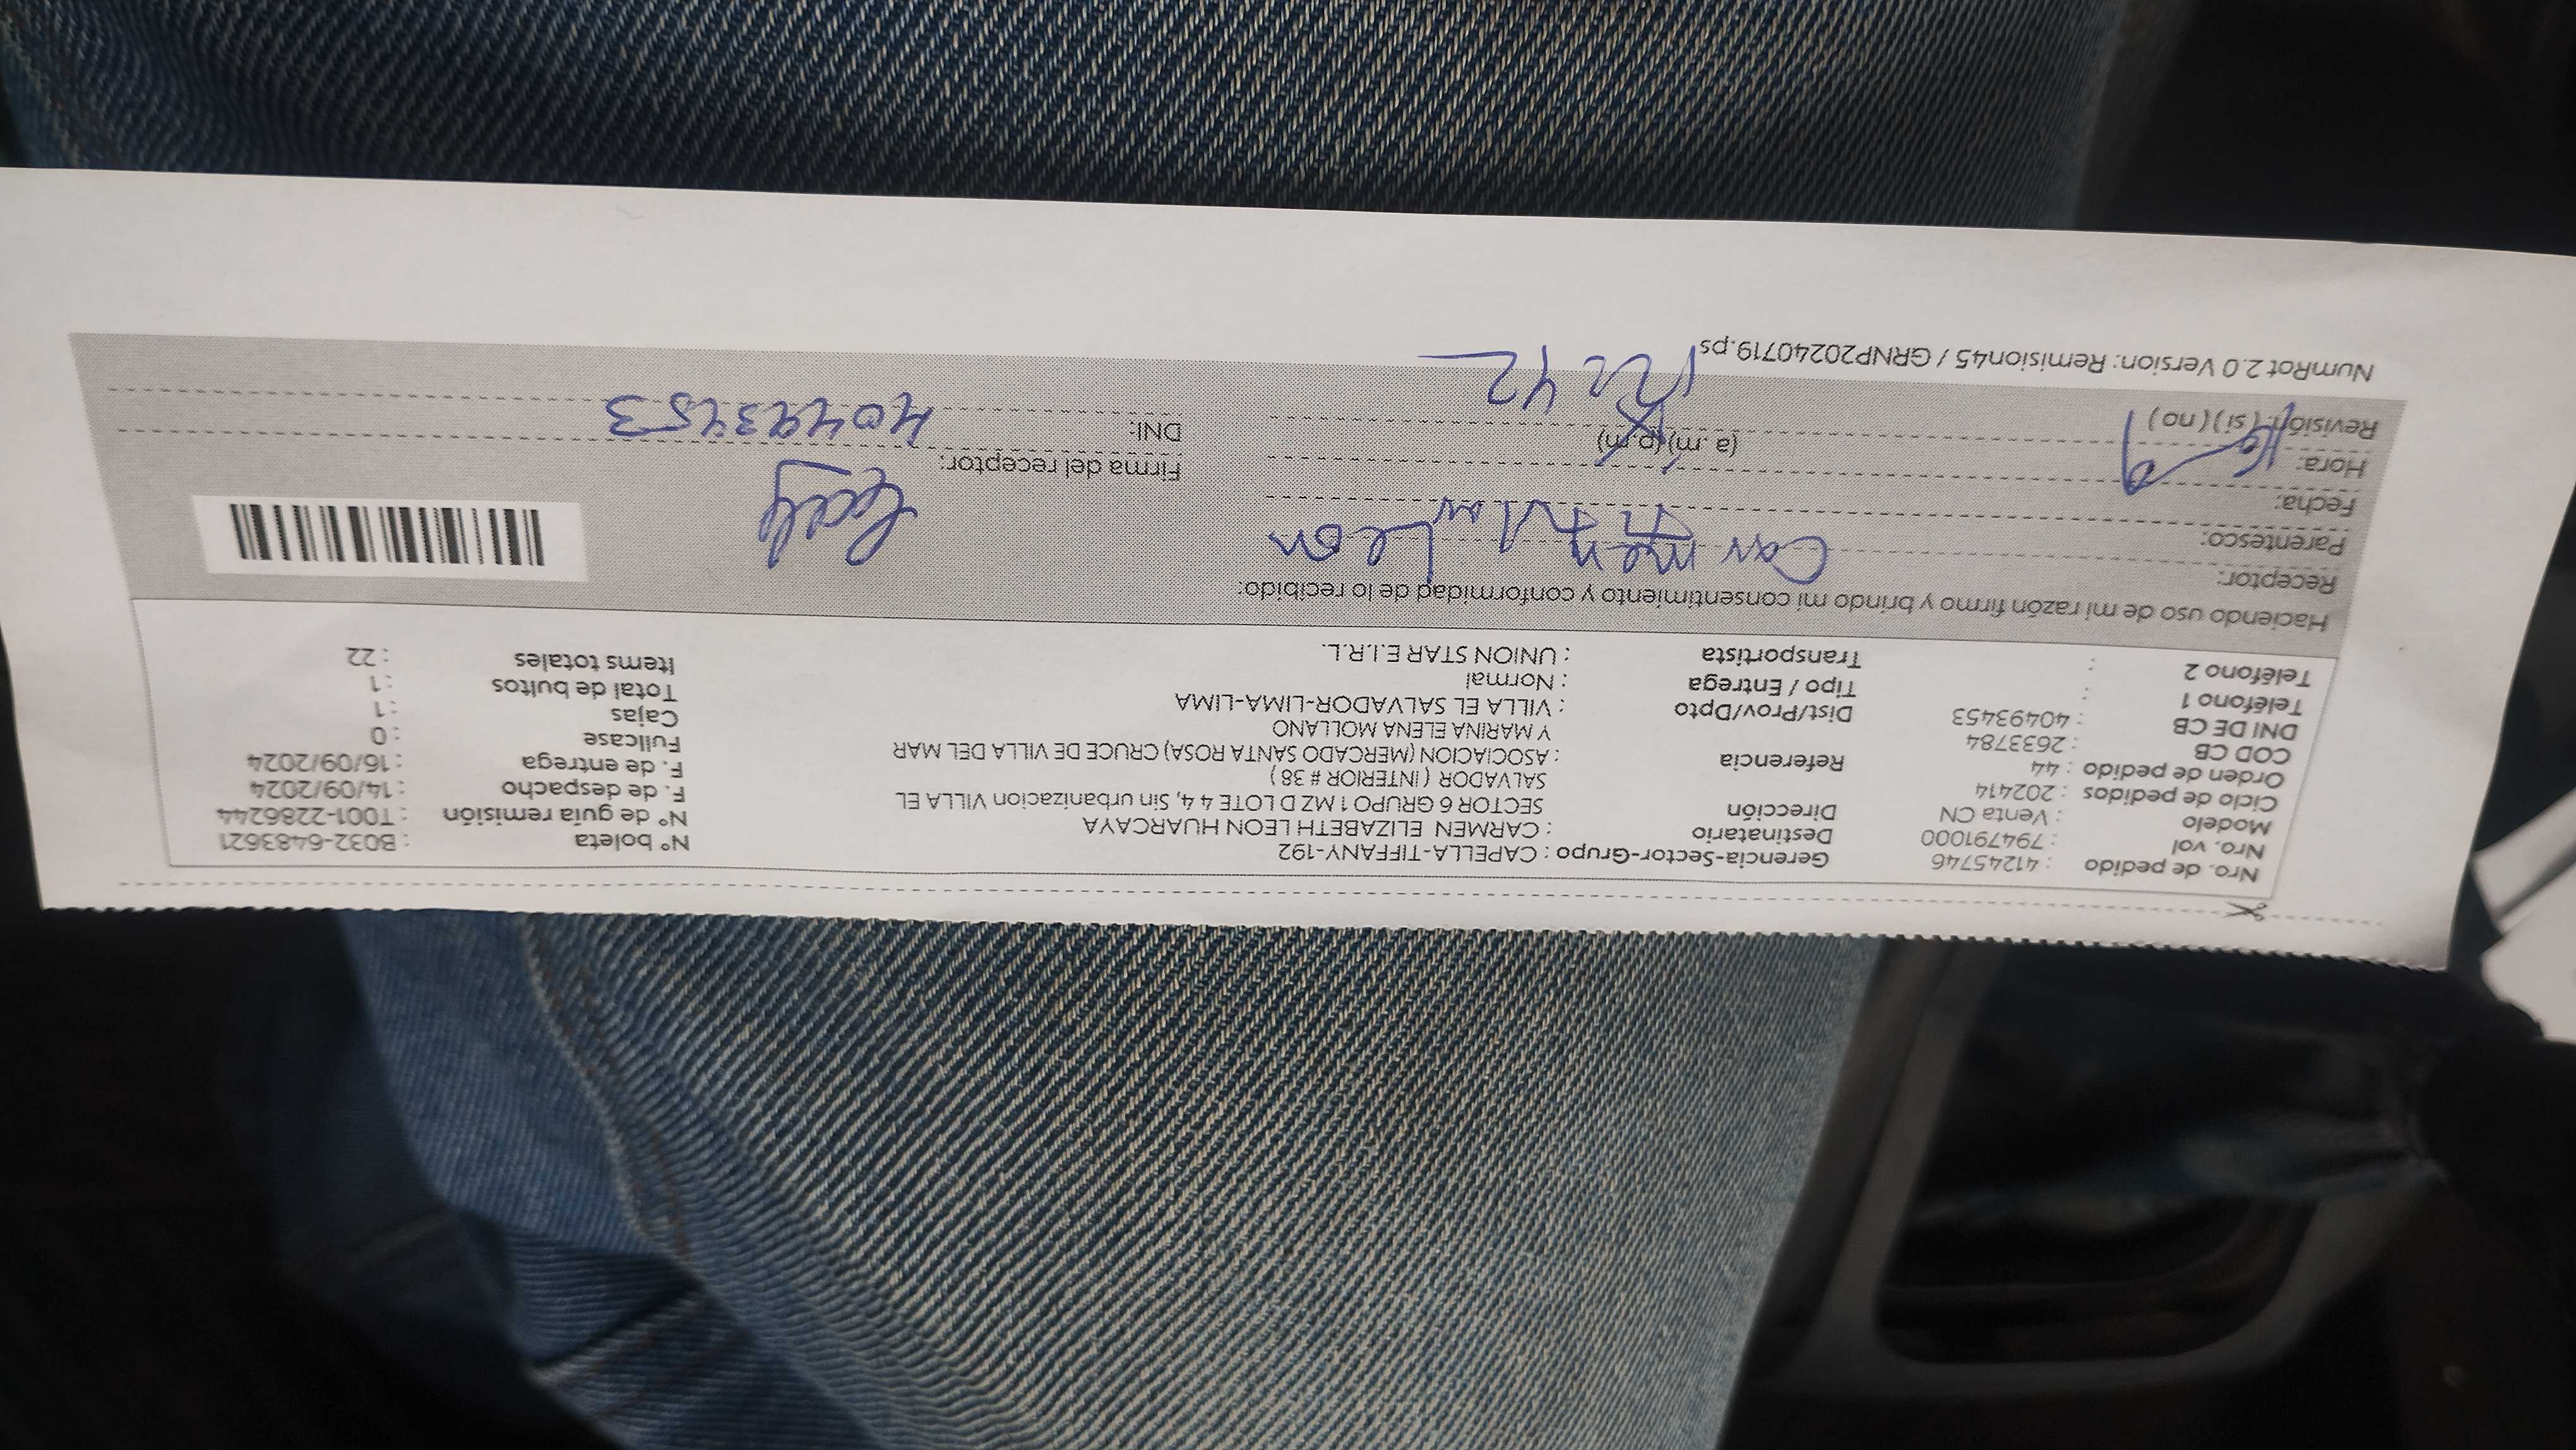 Nro. de pedido : 41245746 Gerencia-Sector-Grupo : CAPELLA-TIFFANY-192 N° boleta : B032-6483621
Nro. vol : 794791000 Destinatario : CARMEN ELIZABETH LEON HUARCAYA N° de guía remisión : T001-2286244
Modelo : Venta CN Dirección SECTOR 6 GRUPO 1 MZ D LOTE 4 4, Sin urbanizacion VILLA EL F. de despacho : 14/09/2024
Ciclo de pedidos : 202414 SALVADOR ( INTERIOR # 38 ) F. de entrega : 16/09/2024
Orden de pedido : 44 Referencia : ASOCIACION (MERCADO SANTA ROSA) CRUCE DE VILLA DEL MAR Fullcase : 0
COD CB : 2633784 Y MARINA ELENA MOLLANO Cajas : 1
DNI DE CB : 40493453 Dist/Prov/Dpto : VILLA EL SALVADOR-LIMA-LIMA Total de bultos : 1
Teléfono 1 : Tipo / Entrega : Normal Items totales : 22
Teléfono 2 : Transportista : UNION STAR E.I.R.L.
Haciendo uso de mi razón firmo y brindo mi consentimiento y conformidad de lo recibido:
Receptor: Carmen Leon
Parentesco:
Fecha:
Hora: (a.m) (p.m) Firma del receptor:
Revisión: (si) (no) DNI: 40493453
NumRot 2.0 Version: Remision45 / GRNP20240719.ps